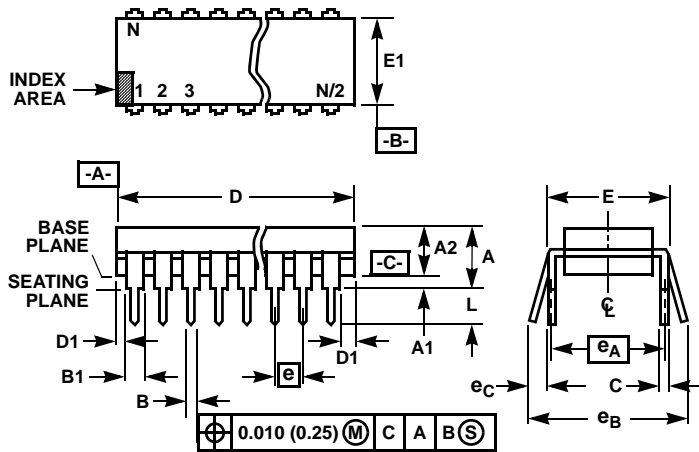 N
INDEX
AREA
1 2 3 N/2
E1
-B-
-A-
D
E
BASE
PLANE
A2
A
-C-
SEATING
PLANE
L
℄
D1
A1
D1
e
eA
B1
eC
C
B
eB
0.010 (0.25) Ⓜ C A B Ⓢ